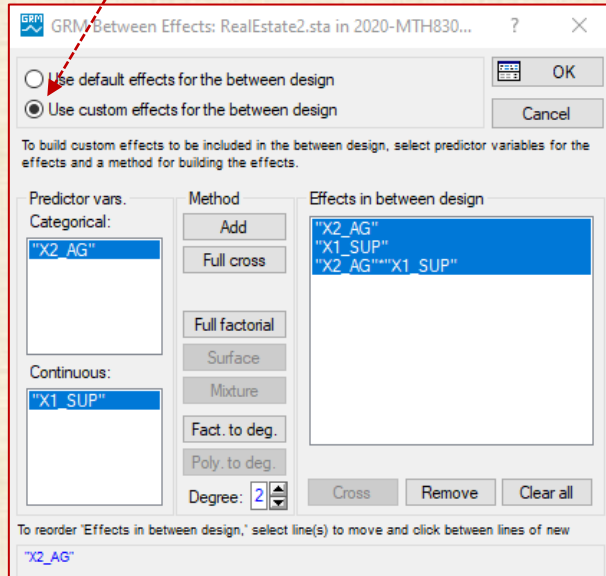 GRM
GRM Between Effects: RealEstate2.sta in 2020-MTH830... ? ×
Use default effects for the between design
OK
Use custom effects for the between design
Cancel
To build custom effects to be included in the between design, select predictor variables for the
effects and a method for building the effects.
Predictor vars.
Categorical:
"X2_AG"
Continuous:
"X1_SUP"
Method
Add
Full cross
Full factorial
Surface
Mixture
Fact. to deg.
Poly. to deg.
Degree: 2
Effects in between design
"X2_AG"
"X1_SUP"
"X2_AG"*"X1_SUP"
Cross Remove Clear all
To reorder 'Effects in between design,' select line(s) to move and click between lines of new
"X2_AG"